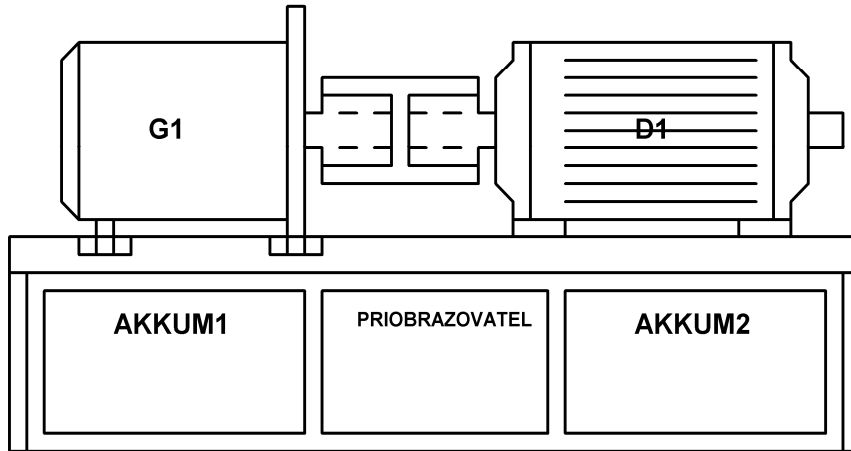 G1
D1
AKKUM1
PRIOBRAZOVATEL
AKKUM2